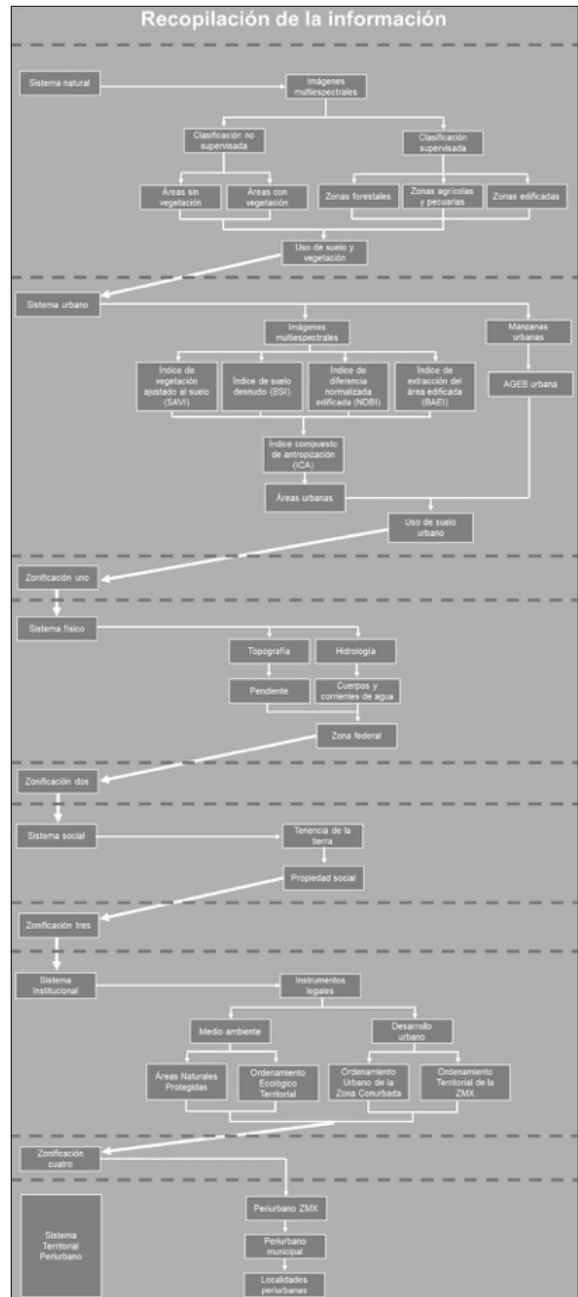 Recopilación de la información
Sistema natural
Imágenes
multiespectrales
Clasificación no
supervisada
Clasificación
supervisada
Áreas sin
vegetación
Áreas con
vegetación
Zonas forestales
Zonas agrícolas
y pecuarias
Zonas edificadas
Uso de suelo y
vegetación
Sistema urbano
Imágenes
multiespectrales
Manzanas
urbanas
Índice de
vegetación
ajustado al suelo
(SAVI)
Índice de suelo
desnudo (BSI)
Índice de
diferencia
normalizada
edificada (NDBI)
Índice de
extracción del
área edificada
(BAEI)
AGEB urbana
Índice compuesto
de antropización
(ICA)
Áreas urbanas
Uso de suelo
urbano
Zonificación uno
Sistema físico
Topografía
Hidrología
Pendiente
Cuerpos y
corrientes de agua
Zona federal
Zonificación dos
Sistema social
Tenencia de la
tierra
Propiedad social
Zonificación tres
Sistema
Institucional
Instrumentos
legales
Medio ambiente
Desarrollo
urbano
Áreas Naturales
Protegidas
Ordenamiento
Ecológico
Territorial
Ordenamiento
Urbano de la
Zona Conurbada
Ordenamiento
Territorial de la
ZMX
Zonificación
cuatro
Periurbano ZMX
Sistema
Territorial
Periurbano
Periurbano
municipal
Localidades
periurbanas